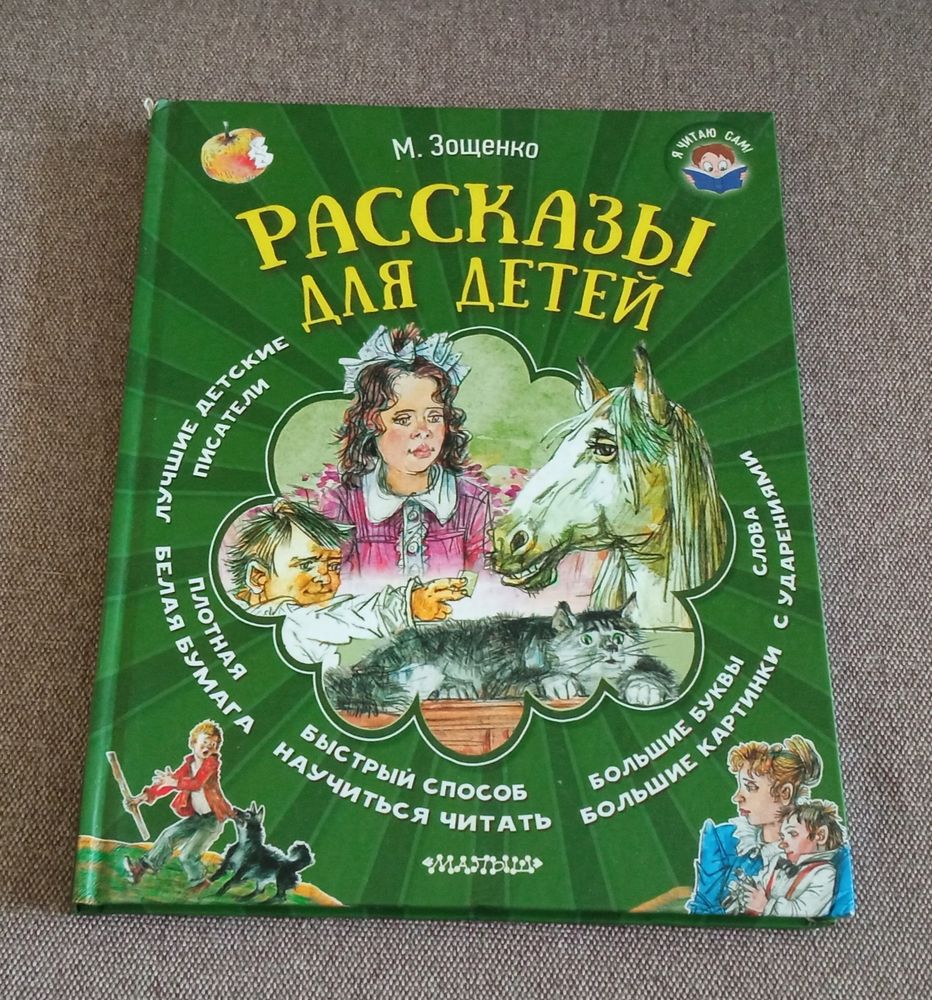 М. Зощенко
Я ЧИТАЮ САМ!
РАССКАЗЫ
ДЛЯ ДЕТЕЙ
ЛУЧШИЕ ДЕТСКИЕ
ПИСАТЕЛИ
ПЛОТНАЯ
БЕЛАЯ БУМАГА
БЫСТРЫЙ СПОСОБ
НАУЧИТЬСЯ ЧИТАТЬ
БОЛЬШИЕ БУКВЫ
БОЛЬШИЕ КАРТИНКИ
СЛОВА
С УДАРЕНИЯМИ
«МАЛЫШ»